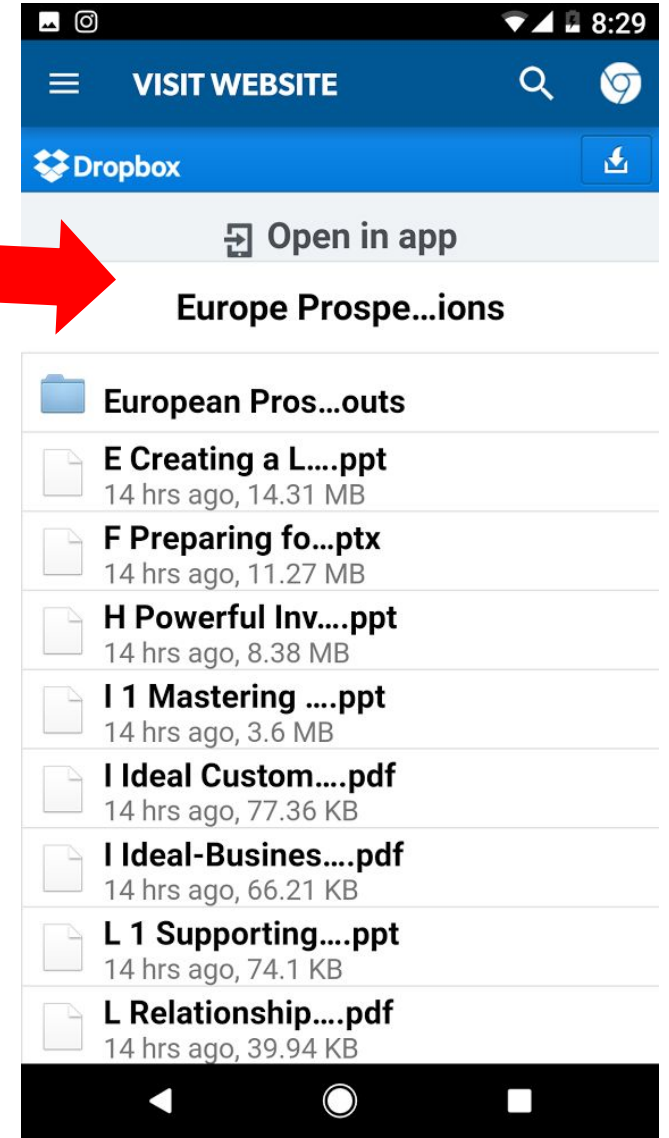 8:29
VISIT WEBSITE
Dropbox
Open in app
Europe Prospe...ions
European Pros...outs
E Creating a L....ppt
14 hrs ago, 14.31 MB
F Preparing fo...ptx
14 hrs ago, 11.27 MB
H Powerful Inv....ppt
14 hrs ago, 8.38 MB
I 1 Mastering ....ppt
14 hrs ago, 3.6 MB
I Ideal Custom....pdf
14 hrs ago, 77.36 KB
I Ideal-Busines....pdf
14 hrs ago, 66.21 KB
L 1 Supporting....ppt
14 hrs ago, 74.1 KB
L Relationship....pdf
14 hrs ago, 39.94 KB